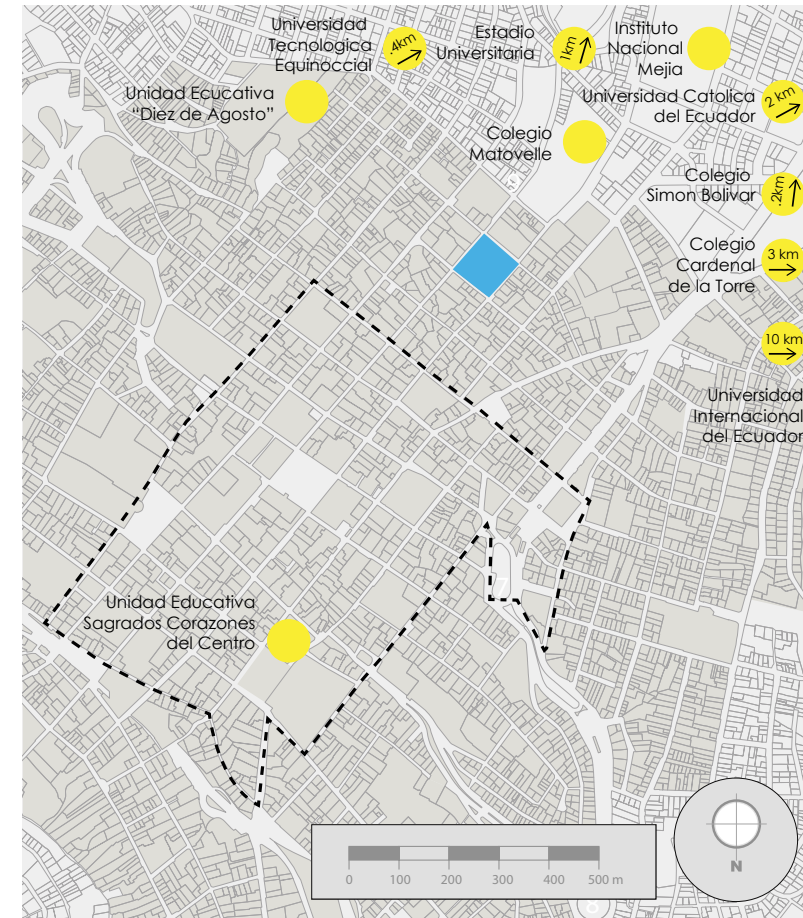 Universidad
Tecnologica
Equinoccial
.4km
Estadio
Universitaria
1km
Instituto
Nacional
Mejia
Unidad Ecucativa
“Diez de Agosto”
Universidad Catolica
del Ecuador
2 km
Colegio
Matovelle
Colegio
Simon Bolivar
.2km
Colegio
Cardenal
de la Torre
3 km
10 km
Universidad
Internacional
del Ecuador
Unidad Educativa
Sagrados Corazones
del Centro
0 100 200 300 400 500 m
N